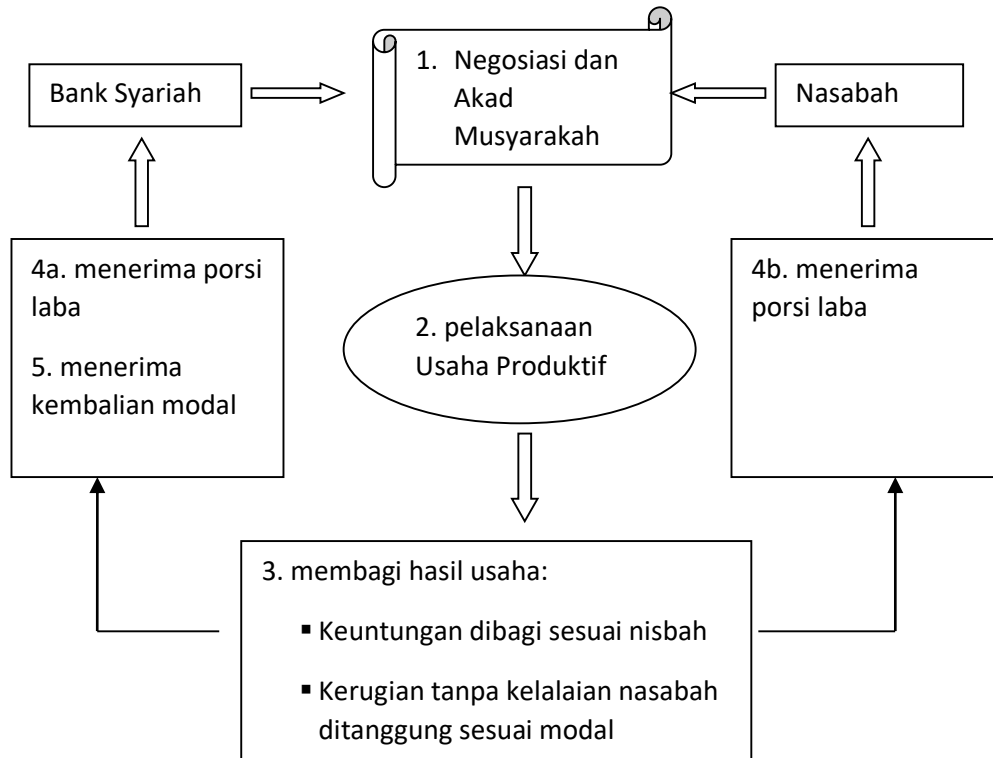 Bank Syariah
1. Negosiasi dan
Akad
Musyarakah
Nasabah
4a. menerima porsi
laba
5. menerima
kembalian modal
2. pelaksanaan
Usaha Produktif
4b. menerima
porsi laba
3. membagi hasil usaha:
▪ Keuntungan dibagi sesuai nisbah
▪ Kerugian tanpa kelalaian nasabah
ditanggung sesuai modal